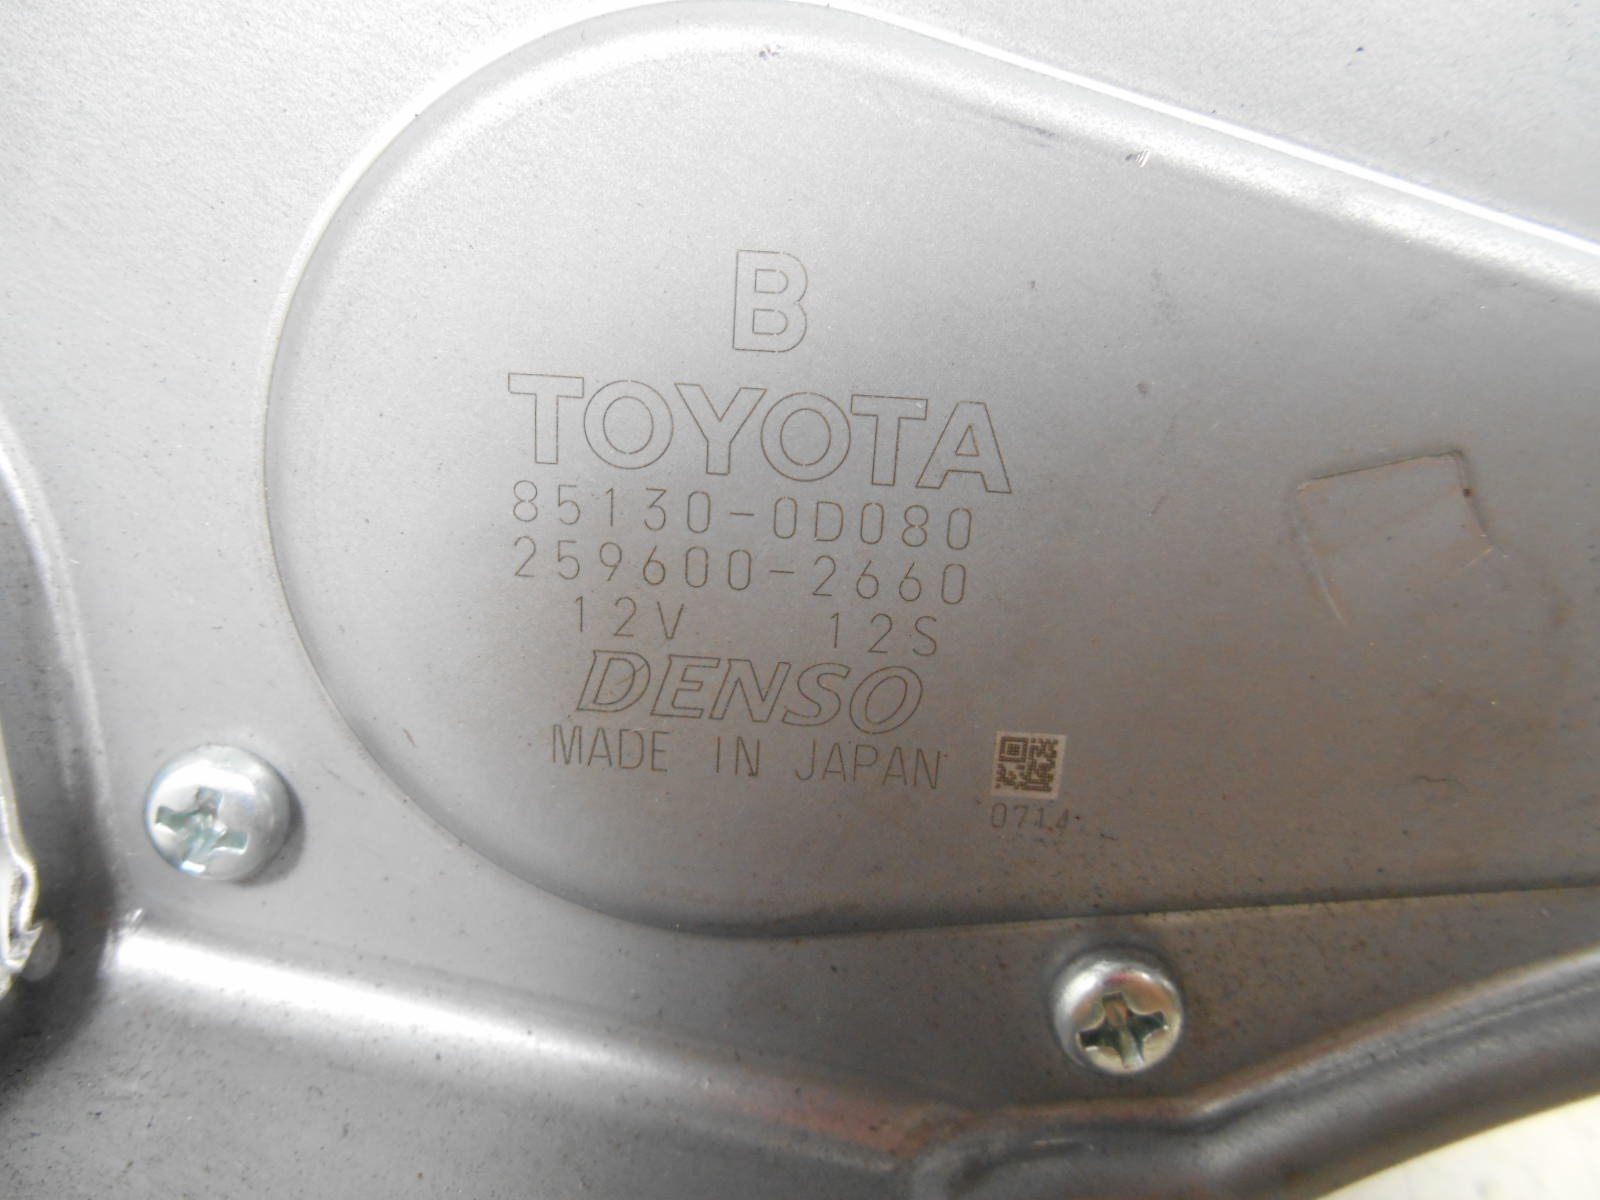 B
TOYOTA
85130-0D080
259600-2660
12V 12S
DENSO
MADE IN JAPAN
0714